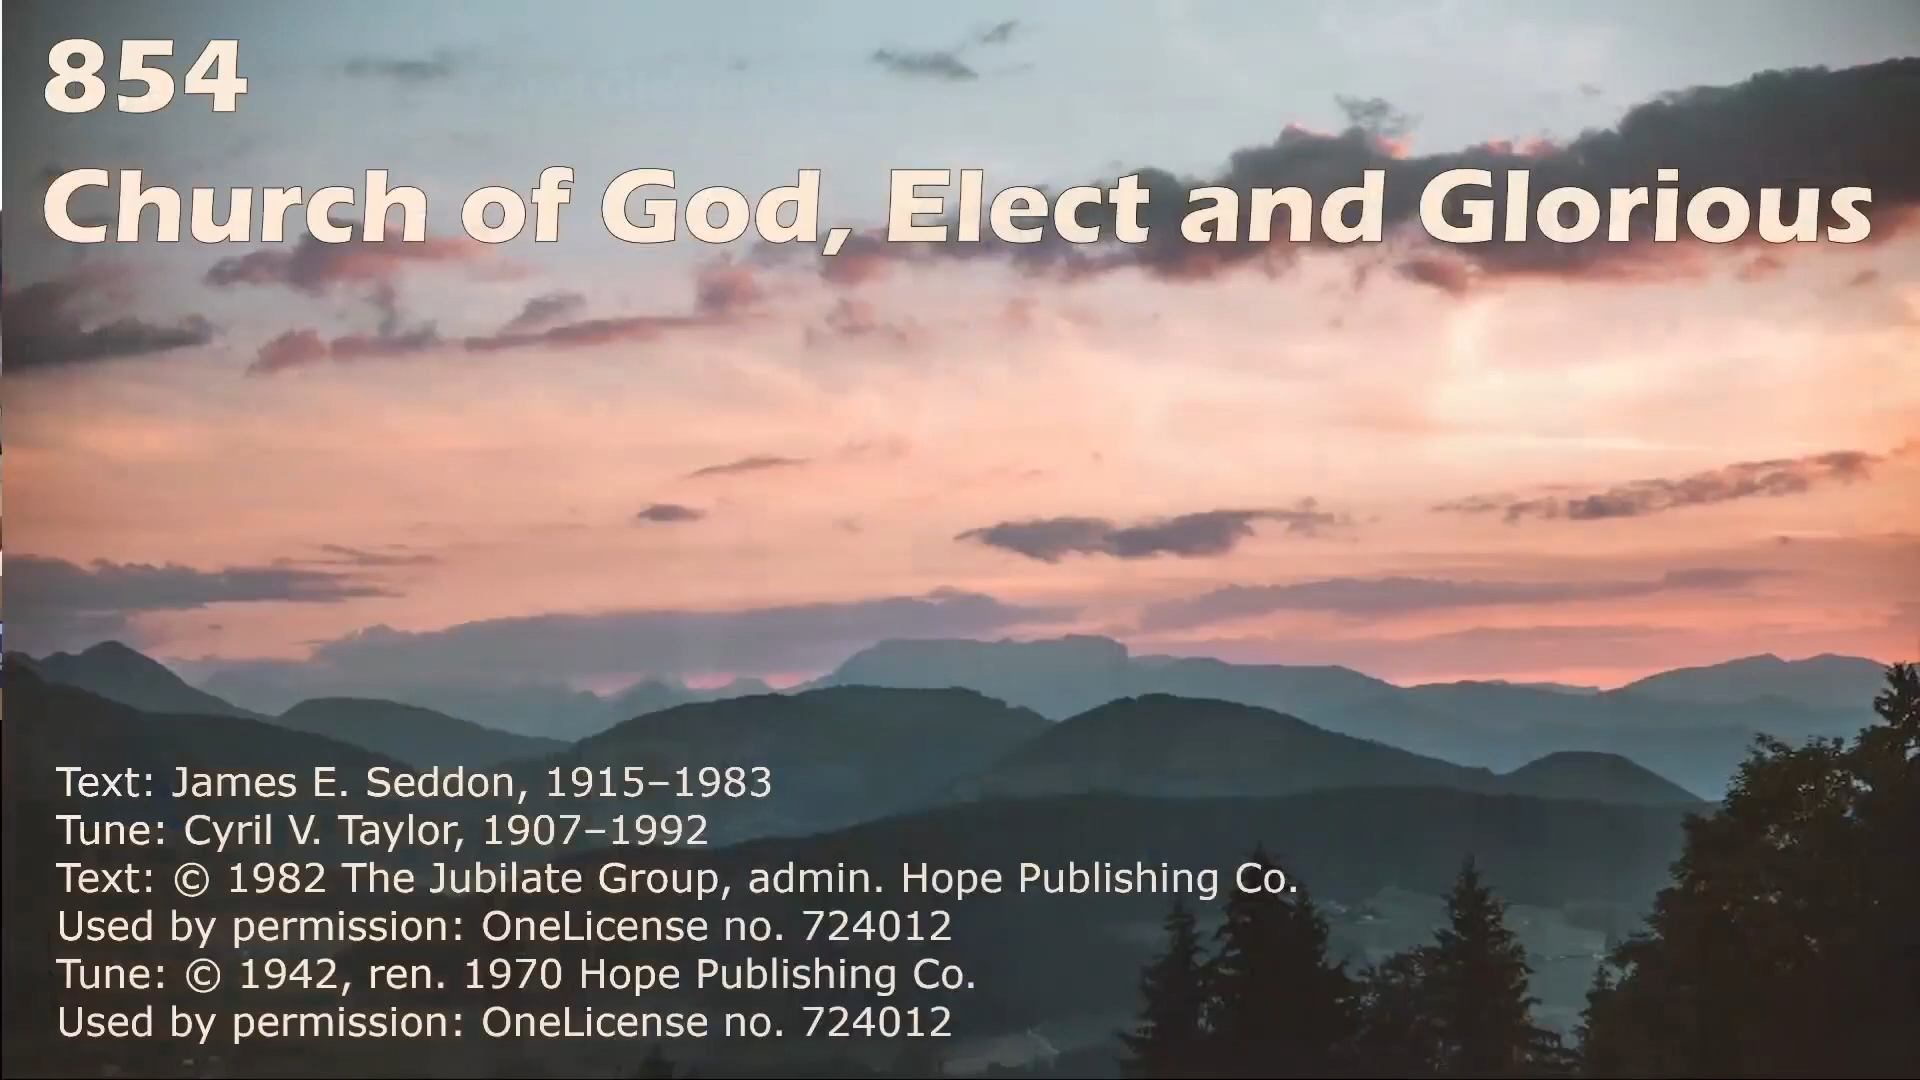 854
Church of God, Elect and Glorious
Text: James E. Seddon, 1915–1983
Tune: Cyril V. Taylor, 1907–1992
Text: © 1982 The Jubilate Group, admin. Hope Publishing Co.
Used by permission: OneLicense no. 724012
Tune: © 1942, ren. 1970 Hope Publishing Co.
Used by permission: OneLicense no. 724012